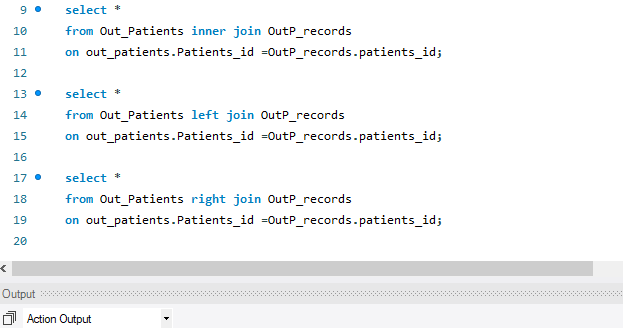 9 select *
10 from Out_Patients inner join OutP_records
11 on out_patients.Patients_id =OutP_records.patients_id;
12
13 select *
14 from Out_Patients left join OutP_records
15 on out_patients.Patients_id =OutP_records.patients_id;
16
17 select *
18 from Out_Patients right join OutP_records
19 on out_patients.Patients_id =OutP_records.patients_id;
20
Output
Action Output